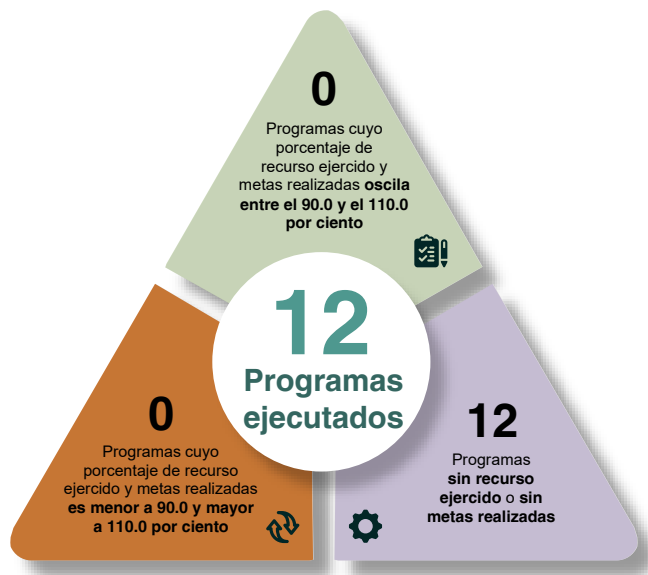 0
Programas cuyo
porcentaje de
recurso ejercido y
metas realizadas oscila
entre el 90.0 y el 110.0
por ciento
12
Programas
ejecutados
0
Programas cuyo
porcentaje de recurso
ejercido y metas realizadas
es menor a 90.0 y mayor
a 110.0 por ciento
12
Programas
sin recurso
ejercido o sin
metas realizadas